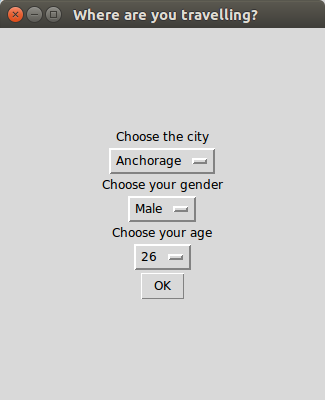 Where are you travelling?
Choose the city
Anchorage
Choose your gender
Male
Choose your age
26
OK